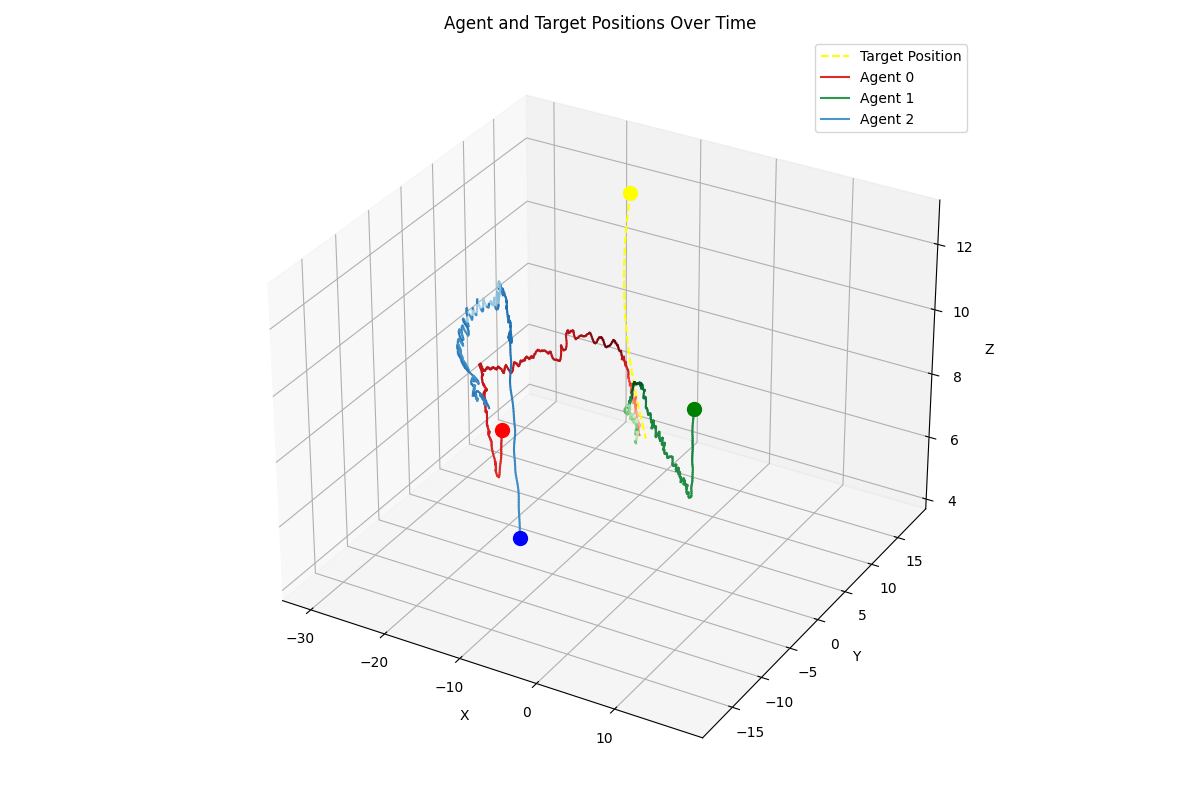 Agent and Target Positions Over Time
Target Position
Agent 0
Agent 1
Agent 2
12
10
8
6
4
Z
15
10
5
0
−5
−10
−15
Y
−30
−20
−10
0
10
X